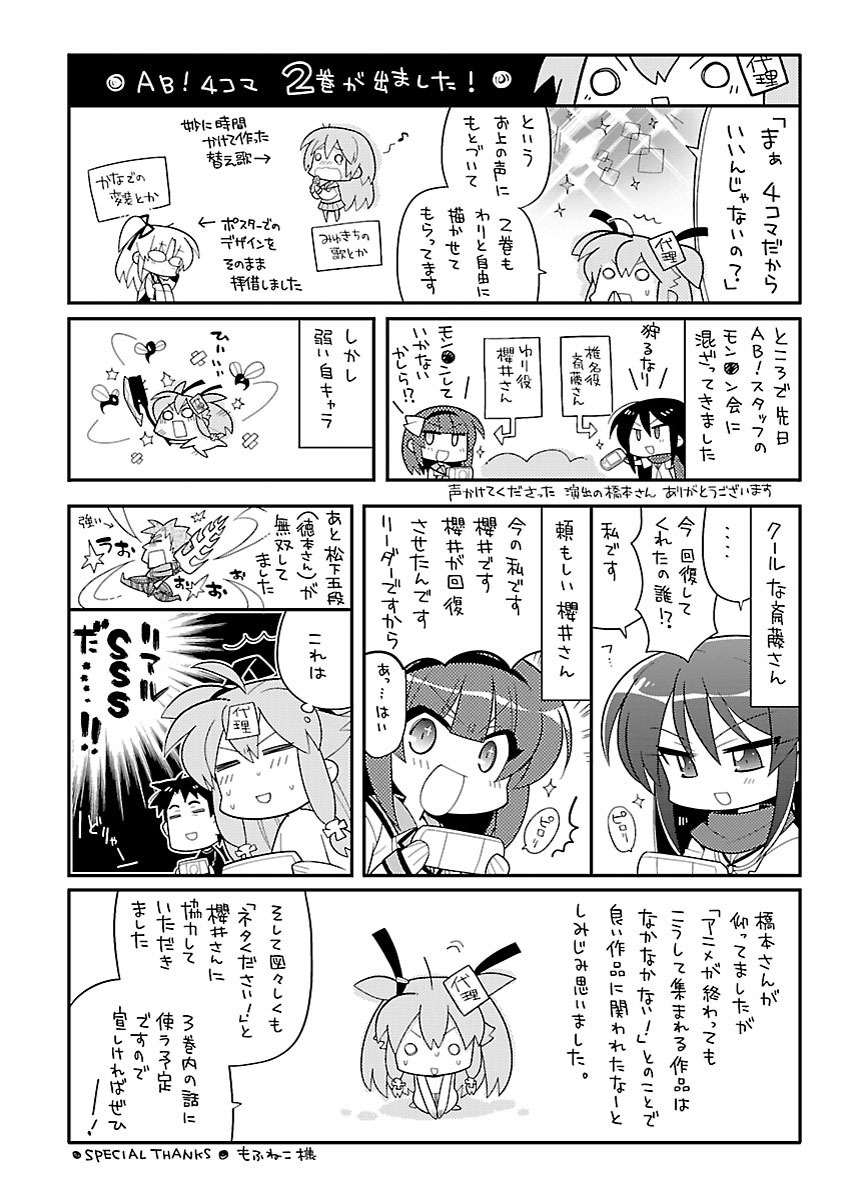 AB！4コマ 2巻が出ました！
代理
「まぁ 4コマだから
いいんじゃないの？」
代理
という
お上の声に
もとづいて
2巻も
わりと自由に
描かせて
もらってます
妙に時間
かけて作った
替え歌→
みゆきちの
歌とか
←ポスターでの
デザインを
そのまま
拝借しました
かなでの
変装とか
ところで先日
AB！スタッフの
モン●ン会に
混ざってきました
狩るなり
椎名役
斎藤さん
ゆり役
櫻井さん
モン●ンして
いかない
かしら！？
声かけてくださった 演出の橋本さん ありがとうございます
しかし
弱い自キャラ
ひぃぃぃ…
クールな斎藤さん
‥‥
今 回復して
くれたの誰！？
私です
フ…
ピロリ
頼もしい櫻井さん
今の私です
櫻井です
櫻井が回復
させたんです
リーダーですから
あっ…はい
ピロリ
あと 松下五段
（徳本さん）が
無双して
ました
強い→
うお
おお
おお
これは
リアル
SSS
だ‥‥!!
代理
どじゃーん
橋本さんが
仰ってましたが
「アニメが終わっても
こうして集まれる作品は
なかなかない！」とのことで
良い作品に関われたなーと
しみじみ思いました。
代理
そして図々しくも
「ネタください！」と
櫻井さんに
協力して
いただき
ました
3巻内の話に
使う予定
ですので
宜しければぜひ
ー！
●SPECIAL THANKS● もふねこ様